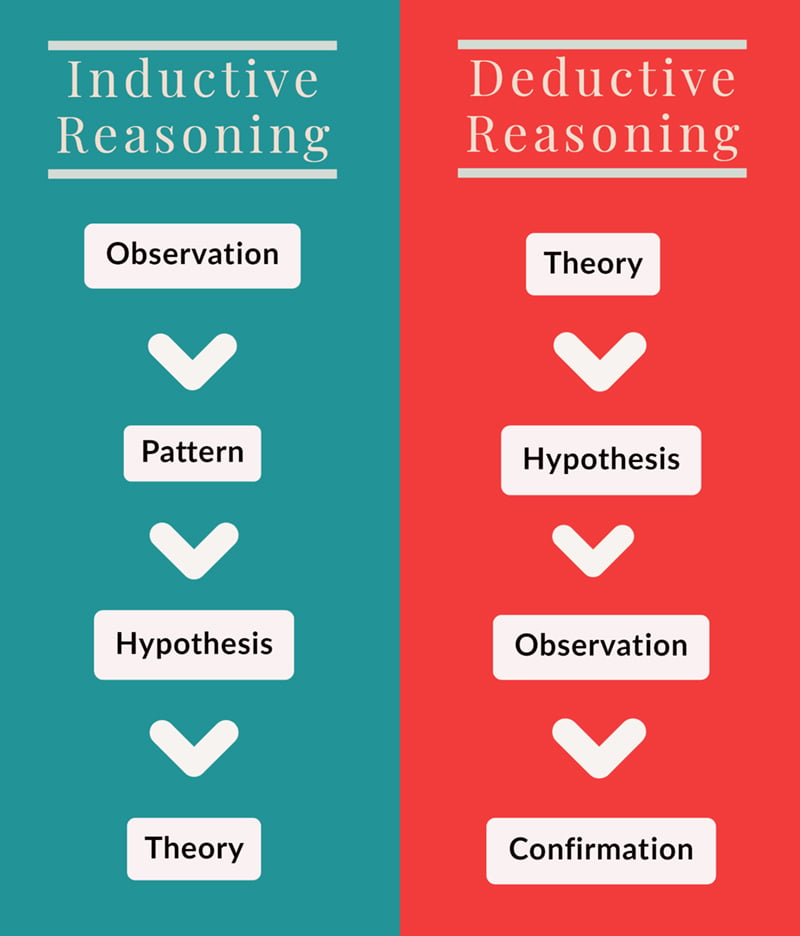 Inductive
Reasoning
Observation
Pattern
Hypothesis
Theory
Deductive
Reasoning
Theory
Hypothesis
Observation
Confirmation